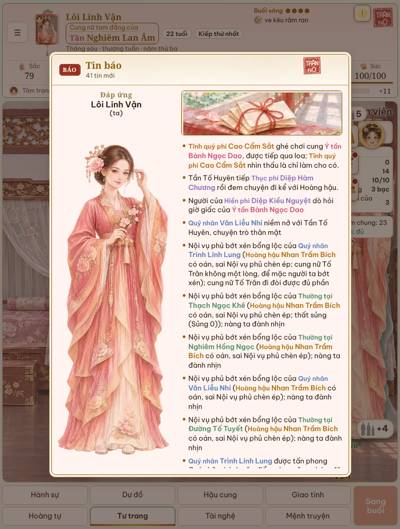 Lôi Linh Vận
Cung nữ tam đẳng của
Tần Nghiêm Lan Âm
22 tuổi
Kiếp thứ nhất
Buổi sáng
ve kêu râm ran
Sắc
79
Sức
100/100
BÁO
Tin báo
41 tin mới
Đáp ứng
Lôi Linh Vận
(ta)
Tình quý phi Cao Cẩm Sắt ghé chơi cung Ý tần
Bành Ngọc Dao, được tiếp qua loa; Tình quý
phi Cao Cẩm Sắt nhìn thấu là chỉ làm cho có.
Tần Tố Huyên tiếp Thục phi Diệp Hàm
Chương rồi đem chuyện đi kể với Hoàng hậu.
Người của Hiền phi Diệp Kiều Nguyệt dò hỏi
giờ giấc của Ý tần Bành Ngọc Dao
Quý nhân Văn Liễu Nhi niềm nở với Tần Tố
Huyên, chuyện trò thân mật
Nội vụ phủ bớt xén bổng lộc của Quý nhân
Trinh Linh Lung (Hoàng hậu Nhan Trầm Bích
có oán, sai Nội vụ phủ chèn ép); cung nữ Tố
Trân không một lòng, để mặc người ta bớt
xén); cung nữ Tố Trân đi đòi được đủ phần
Nội vụ phủ bớt xén bổng lộc của Thường tại
Thạch Ngọc Khê (Hoàng hậu Nhan Trầm Bích
có oán, sai Nội vụ phủ chèn ép; thất sủng
(Sủng 0)); nàng ta đành nhịn
Nội vụ phủ bớt xén bổng lộc của Thường tại
Nghiêm Hồng Ngọc (Hoàng hậu Nhan Trầm
Bích có oán, sai Nội vụ phủ chèn ép); nàng ta
đành nhịn
Nội vụ phủ bớt xén bổng lộc của Quý nhân
Văn Liễu Nhi (Hoàng hậu Nhan Trầm Bích có
oán, sai Nội vụ phủ chèn ép); nàng ta đành
nhịn
Nội vụ phủ bớt xén bổng lộc của Thường tại
Đường Tố Tuyết (Hoàng hậu Nhan Trầm Bích
có oán, sai Nội vụ phủ chèn ép); nàng ta đành
nhịn
Quý nhân Trinh Linh Lung được tấn phong
Hành sự
Dư đồ
Hậu cung
Giao tình
Sang
buổi
Hoàng tự
Tư trang
Tài nghệ
Mệnh truyện